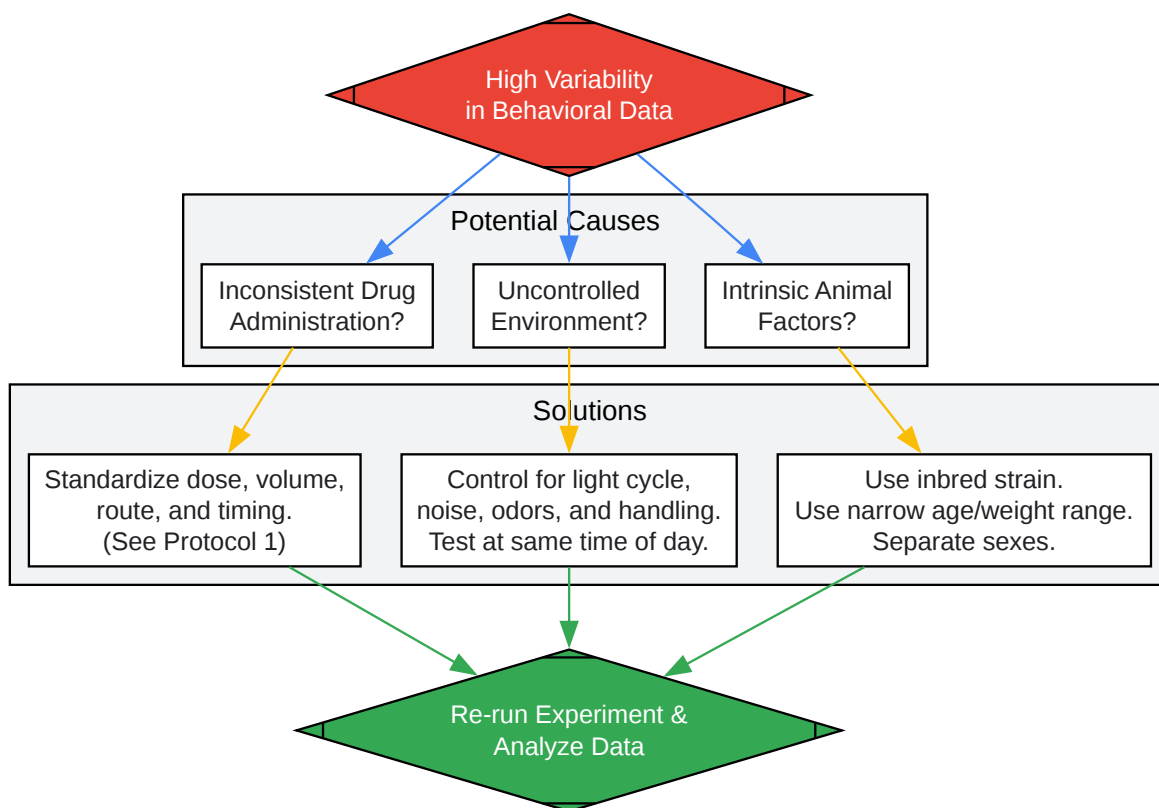 High Variability
in Behavioral Data
Potential Causes
Inconsistent Drug
Administration?
Uncontrolled
Environment?
Intrinsic Animal
Factors?
Solutions
Standardize dose, volume,
route, and timing.
(See Protocol 1)
Control for light cycle,
noise, odors, and handling.
Test at same time of day.
Use inbred strain.
Use narrow age/weight range.
Separate sexes.
Re-run Experiment &
Analyze Data